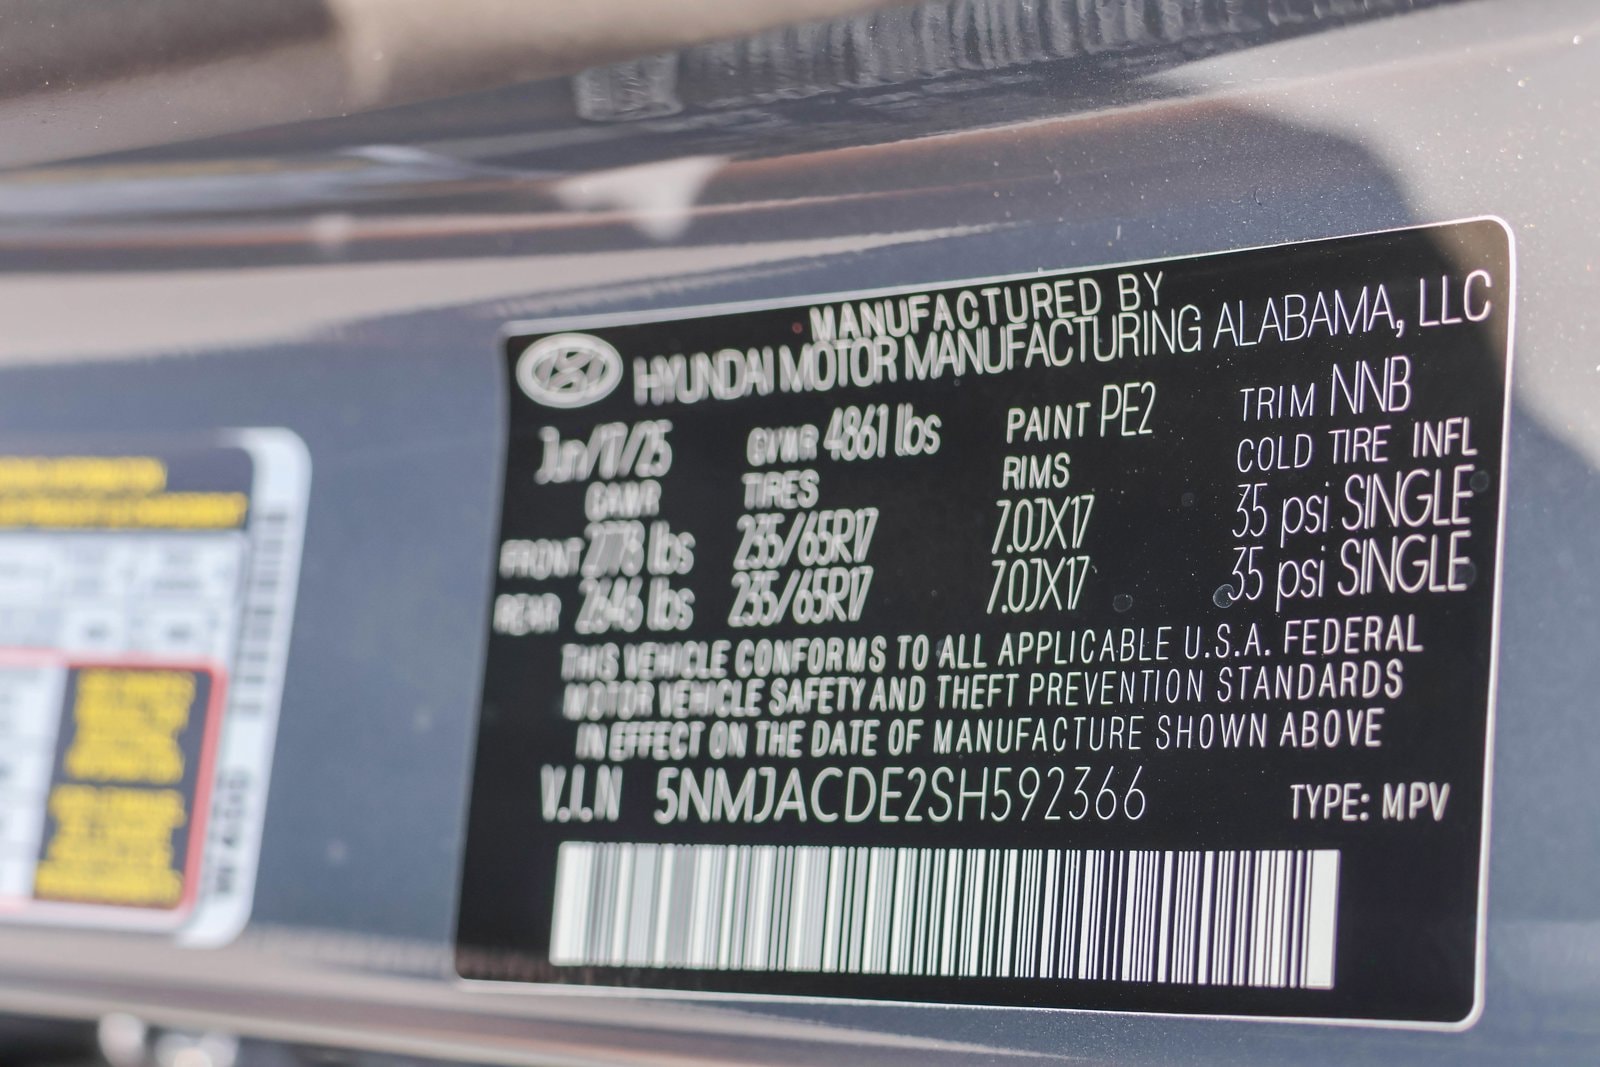 MANUFACTURED BY
HYUNDAI MOTOR MANUFACTURING ALABAMA, LLC
Jun/17/25 GVWR 4861 lbs PAINT PE2 TRIM NNB
GAWR TIRES RIMS COLD TIRE INFL
FRONT 2778 lbs 235/65R17 7.0JX17 35 psi SINGLE
REAR 2646 lbs 235/65R17 7.0JX17 35 psi SINGLE
THIS VEHICLE CONFORMS TO ALL APPLICABLE U.S.A. FEDERAL
MOTOR VEHICLE SAFETY AND THEFT PREVENTION STANDARDS
IN EFFECT ON THE DATE OF MANUFACTURE SHOWN ABOVE
V.I.N 5NMJACDE2SH592366 TYPE: MPV